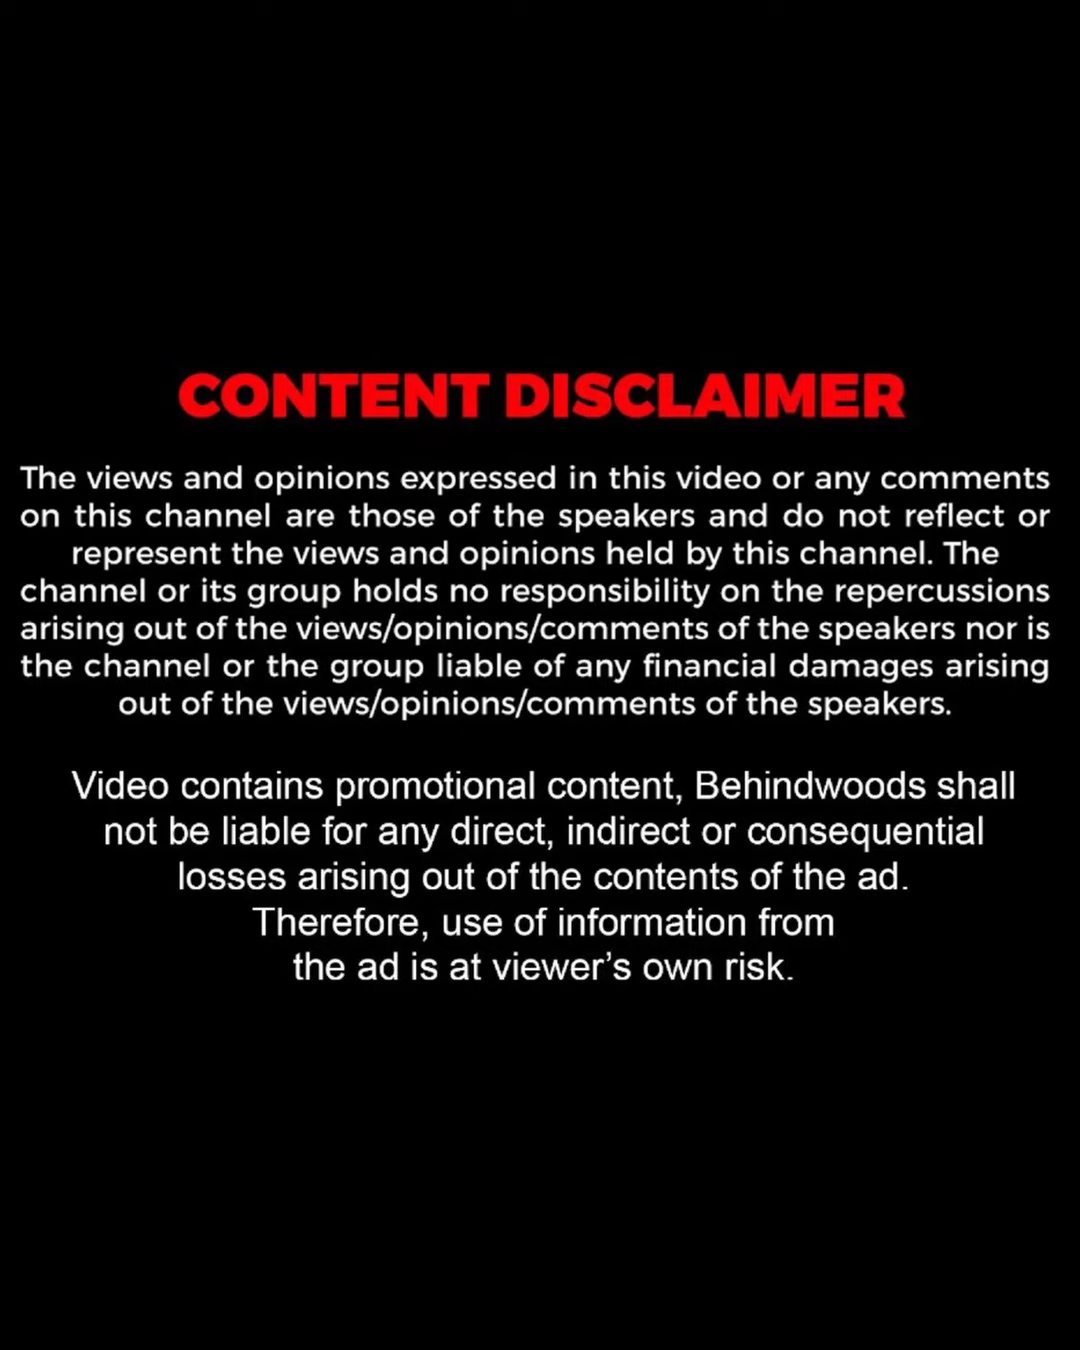 CONTENT DISCLAIMER
The views and opinions expressed in this video or any comments
on this channel are those of the speakers and do not reflect or
represent the views and opinions held by this channel. The
channel or its group holds no responsibility on the repercussions
arising out of the views/opinions/comments of the speakers nor is
the channel or the group liable of any financial damages arising
out of the views/opinions/comments of the speakers.
Video contains promotional content, Behindwoods shall
not be liable for any direct, indirect or consequential
losses arising out of the contents of the ad.
Therefore, use of information from
the ad is at viewer’s own risk.